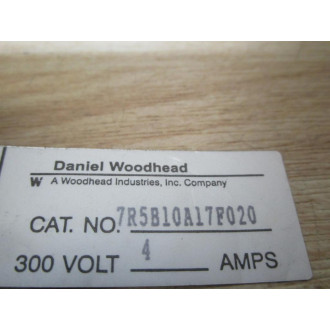 Daniel Woodhead
W A Woodhead Industries, Inc. Company
CAT. NO. 7R5B10A17F020
300 VOLT 4 AMPS